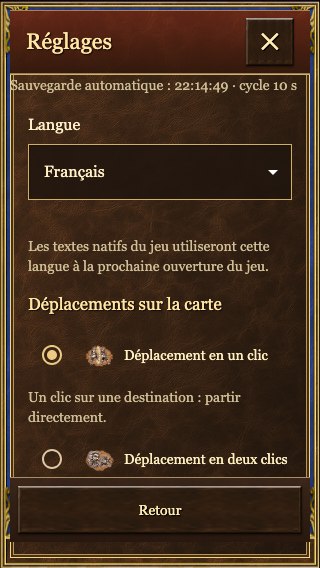 Réglages
Sauvegarde automatique : 22:14:49 · cycle 10 s
Langue
Français
Les textes natifs du jeu utiliseront cette
langue à la prochaine ouverture du jeu.
Déplacements sur la carte
Déplacement en un clic
Un clic sur une destination : partir
directement.
Déplacement en deux clics
Retour